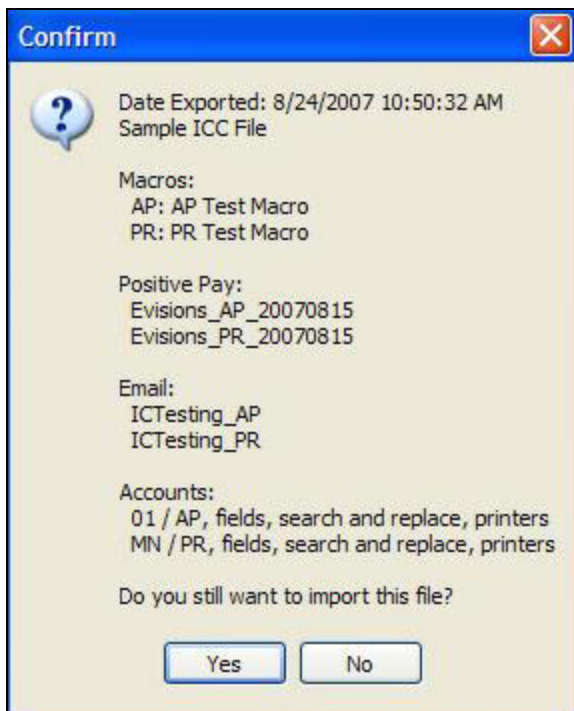 Confirm
Date Exported: 8/24/2007 10:50:32 AM
Sample ICC File
Macros:
AP: AP Test Macro
PR: PR Test Macro
Positive Pay:
Evisions_AP_20070815
Evisions_PR_20070815
Email:
ICTesting_AP
ICTesting_PR
Accounts:
01 / AP, fields, search and replace, printers
MN / PR, fields, search and replace, printers
Do you still want to import this file?
Yes
No